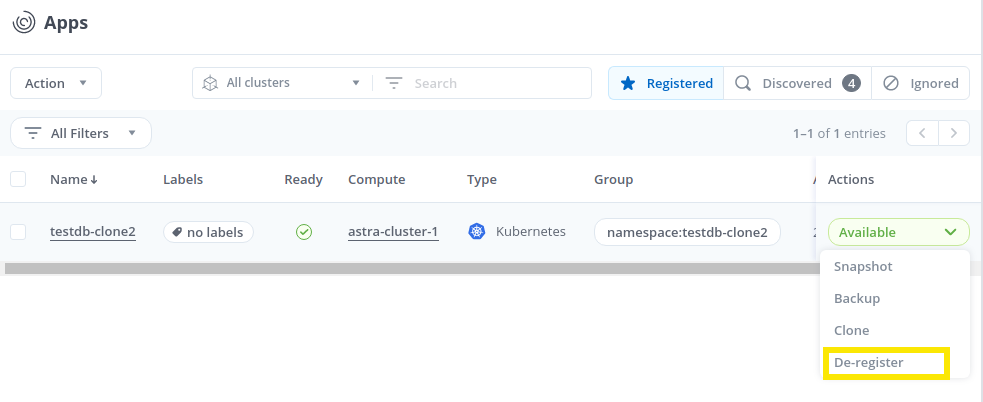 Apps
Action All clusters Search Registered Discovered 4 Ignored
All Filters 1–1 of 1 entries
Name Labels Ready Compute Type Group Actions
testdb-clone2 no labels astra-cluster-1 Kubernetes namespace:testdb-clone2 Available
Snapshot
Backup
Clone
De-register